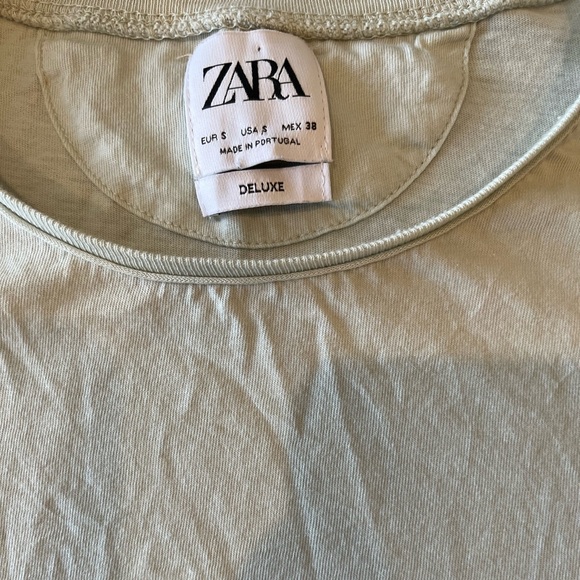 ZARA
EUR S USA S MEX 38
MADE IN PORTUGAL
DELUXE